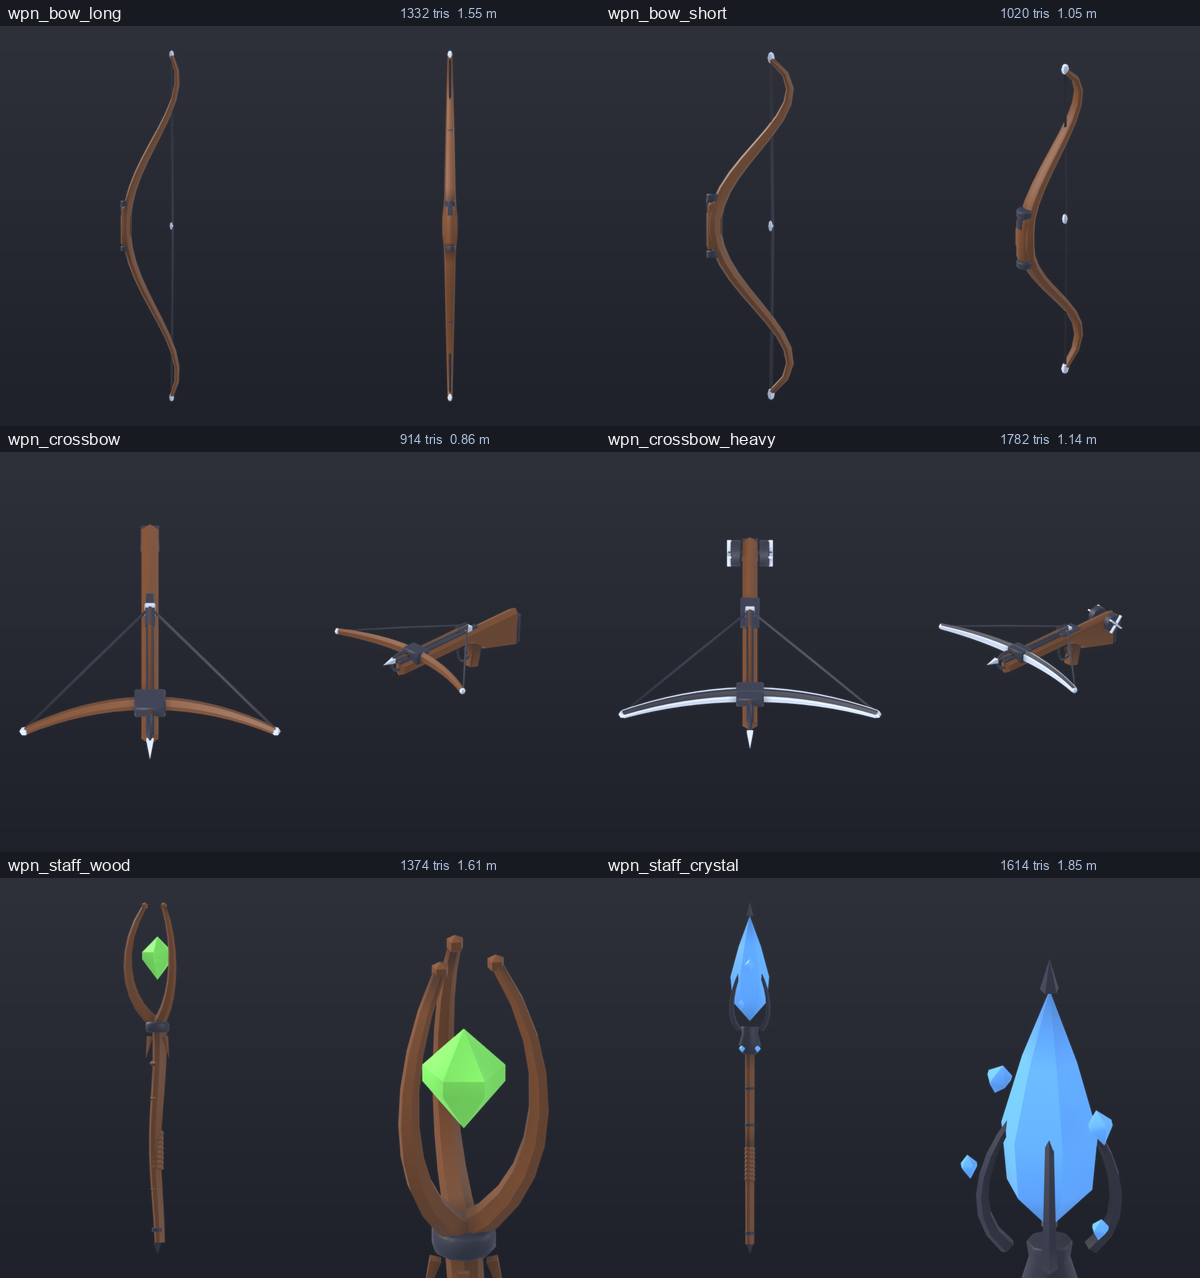 wpn_bow_long 1332 tris 1.55 m wpn_bow_short 1020 tris 1.05 m
wpn_crossbow 914 tris 0.86 m wpn_crossbow_heavy 1782 tris 1.14 m
wpn_staff_wood 1374 tris 1.61 m wpn_staff_crystal 1614 tris 1.85 m